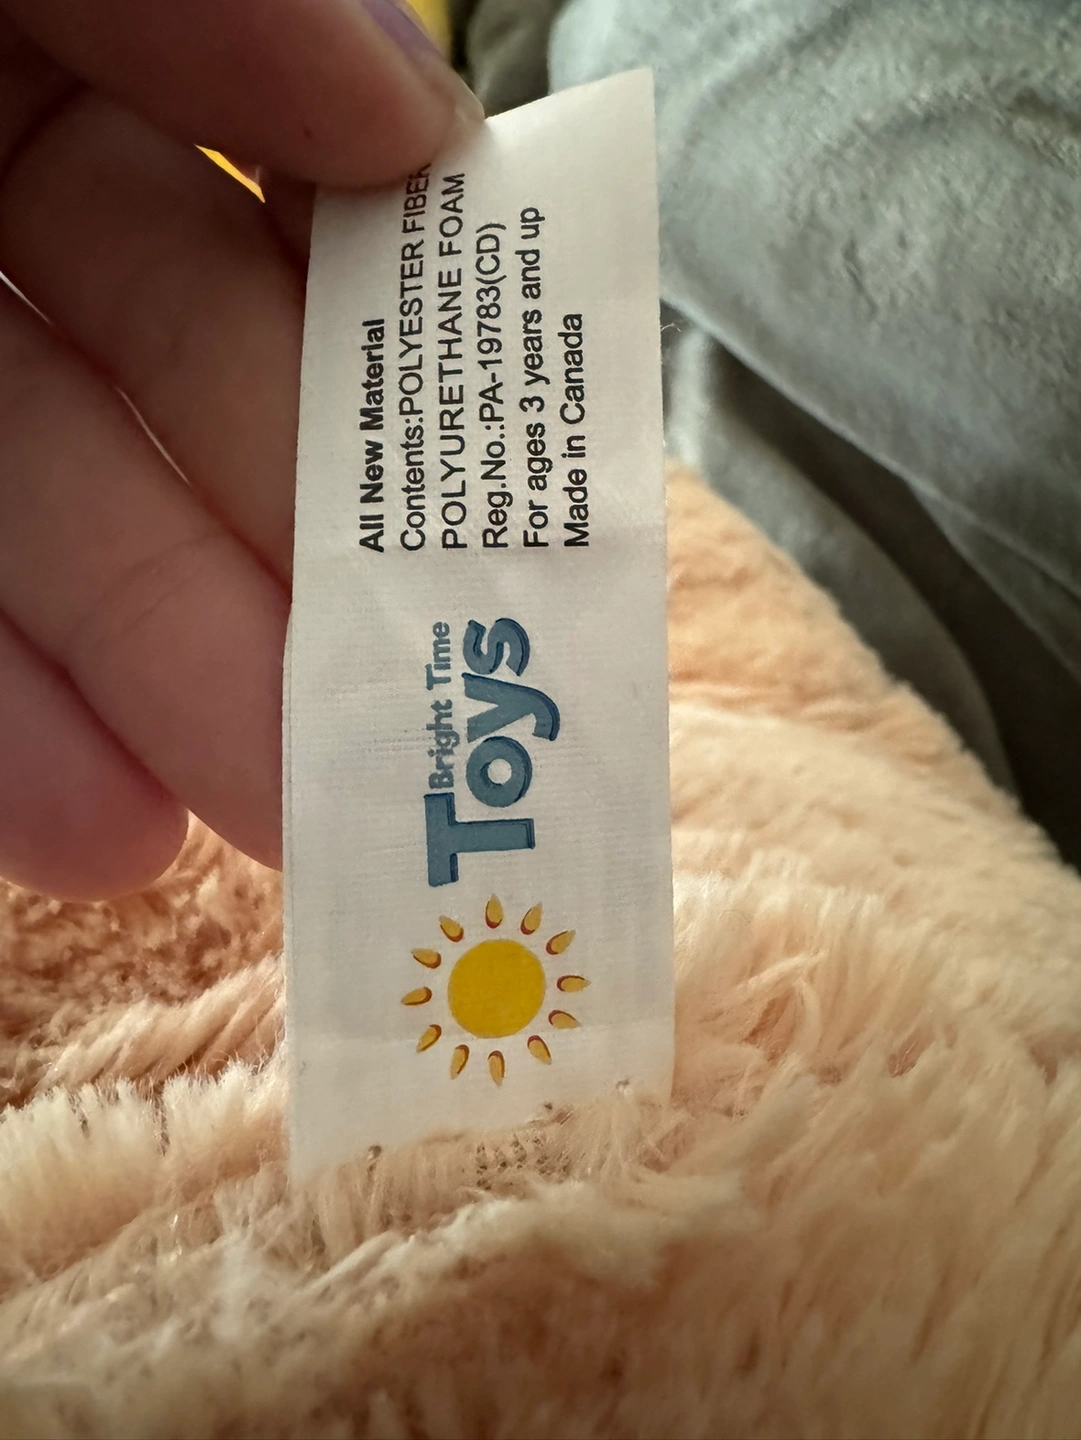 All New Material
Contents:POLYESTER FIBER
POLYURETHANE FOAM
Reg.No.:PA-19783(CD)
For ages 3 years and up
Made in Canada
Bright Time
Toys